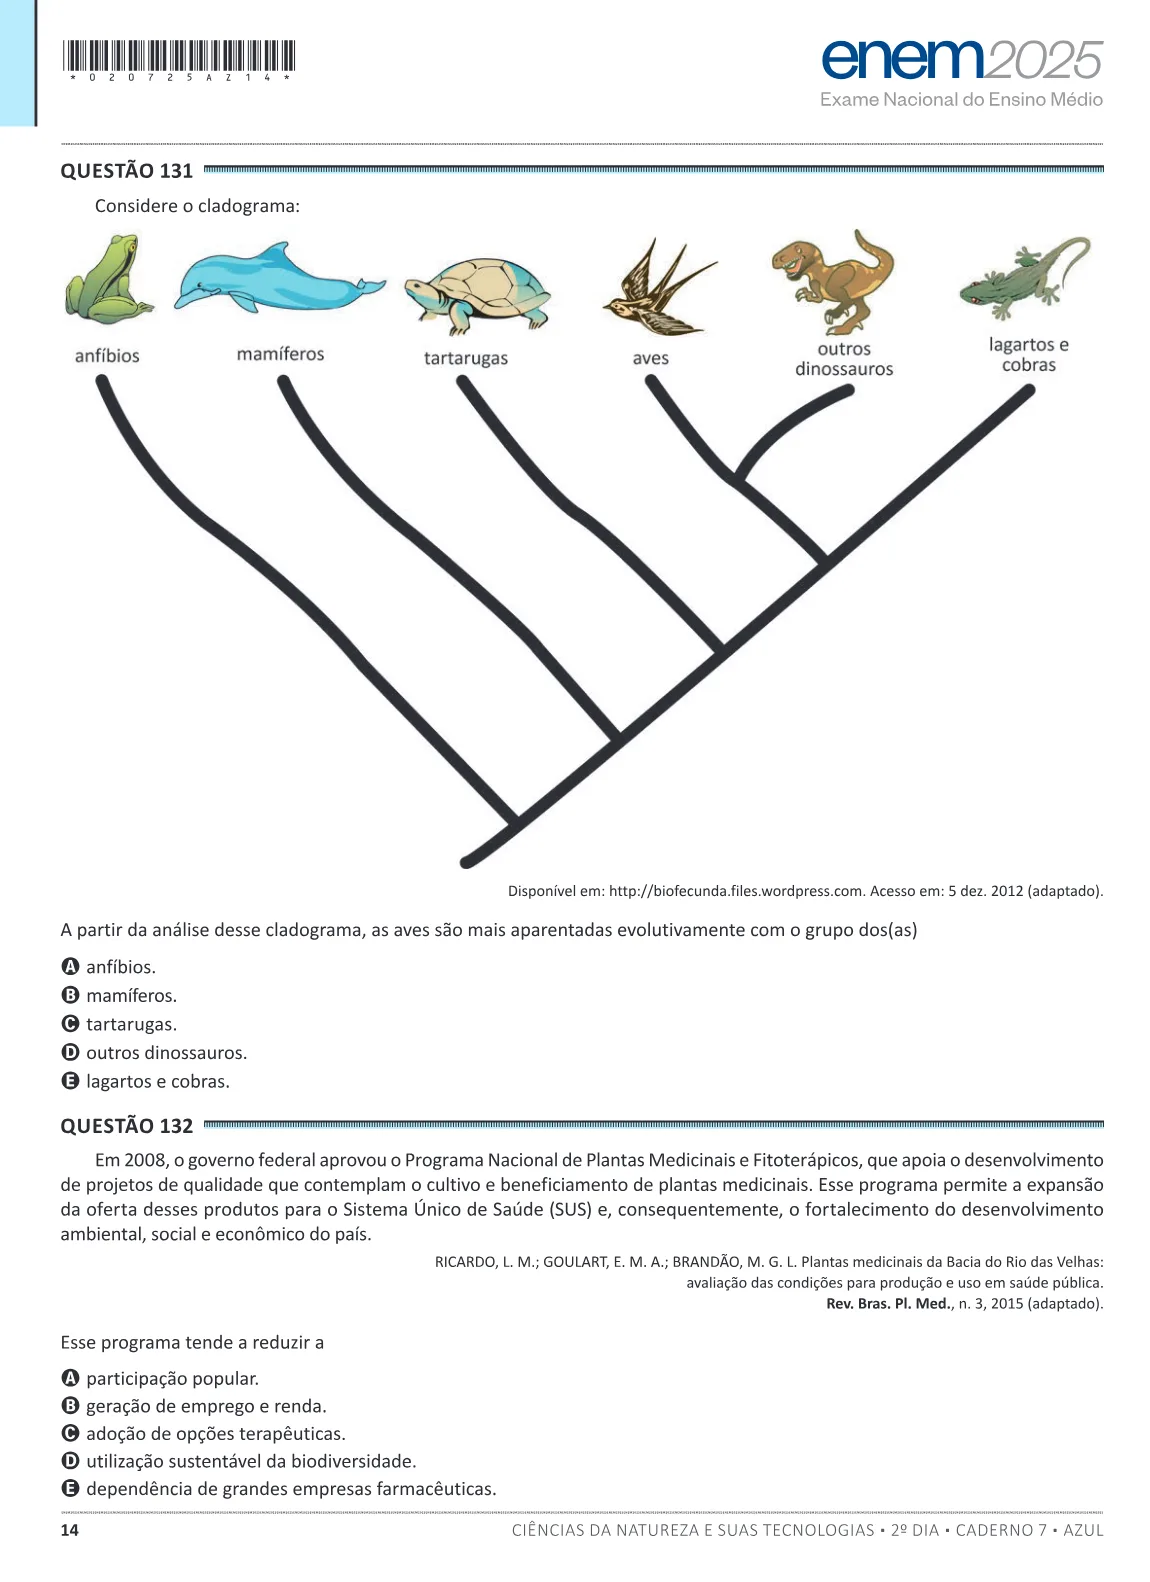 *020725AZ14*
enem2025
Exame Nacional do Ensino Médio
QUESTÃO 131
Considere o cladograma:
anfíbios
mamíferos
tartarugas
aves
outros
dinossauros
lagartos e
cobras
Disponível em: http://biofecunda.files.wordpress.com. Acesso em: 5 dez. 2012 (adaptado).
A partir da análise desse cladograma, as aves são mais aparentadas evolutivamente com o grupo dos(as)
A anfíbios.
B mamíferos.
C tartarugas.
D outros dinossauros.
E lagartos e cobras.
QUESTÃO 132
Em 2008, o governo federal aprovou o Programa Nacional de Plantas Medicinais e Fitoterápicos, que apoia o desenvolvimento
de projetos de qualidade que contemplam o cultivo e beneficiamento de plantas medicinais. Esse programa permite a expansão
da oferta desses produtos para o Sistema Único de Saúde (SUS) e, consequentemente, o fortalecimento do desenvolvimento
ambiental, social e econômico do país.
RICARDO, L. M.; GOULART, E. M. A.; BRANDÃO, M. G. L. Plantas medicinais da Bacia do Rio das Velhas:
avaliação das condições para produção e uso em saúde pública.
Rev. Bras. Pl. Med., n. 3, 2015 (adaptado).
Esse programa tende a reduzir a
A participação popular.
B geração de emprego e renda.
C adoção de opções terapêuticas.
D utilização sustentável da biodiversidade.
E dependência de grandes empresas farmacêuticas.
14
CIÊNCIAS DA NATUREZA E SUAS TECNOLOGIAS • 2º DIA • CADERNO 7 • AZUL